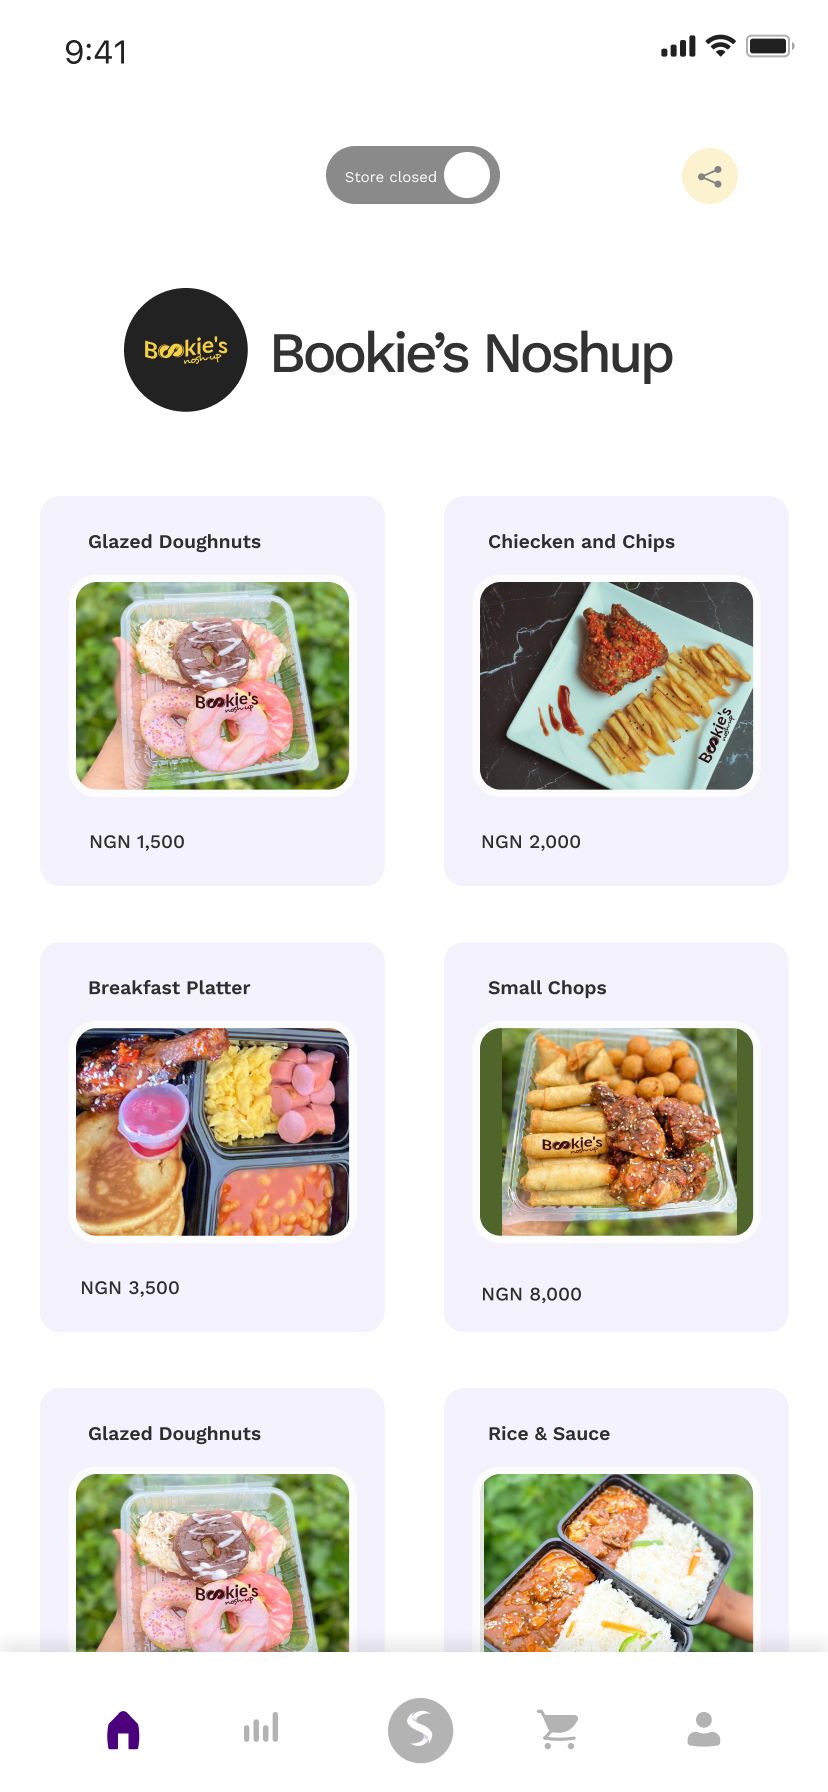 9:41
Store closed
Bookie's
noshup
Bookie’s Noshup
Glazed Doughnuts
Chiecken and Chips
Bookie's
noshup
Bookie's
noshup
NGN 1,500
NGN 2,000
Breakfast Platter
Small Chops
Bookie's
noshup
NGN 3,500
NGN 8,000
Glazed Doughnuts
Rice & Sauce
Bookie's
noshup
S